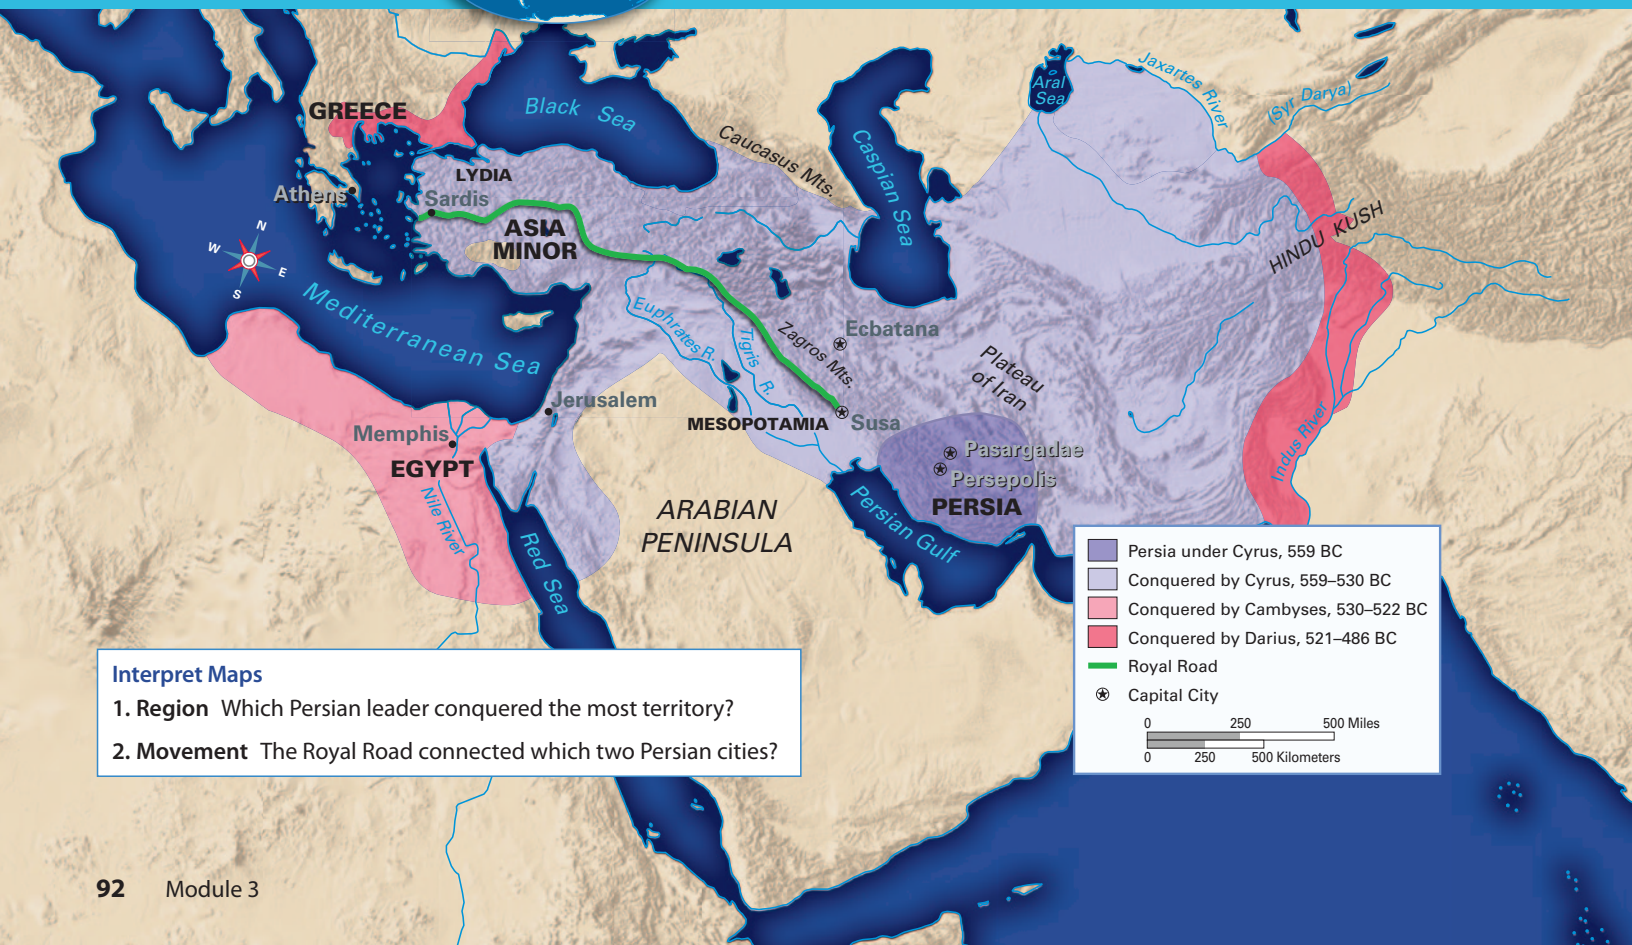 Black Sea
Caspian Sea
Aral
Sea
Jaxartes River
(Syr Darya)
Caucasus Mts.
GREECE
Athens
LYDIA
Sardis
ASIA
MINOR
HINDU KUSH
N
W
E
S
Mediterranean Sea
Euphrates R.
Tigris R.
Zagros Mts.
Ecbatana
Plateau
of Iran
Jerusalem
MESOPOTAMIA
Susa
Memphis
EGYPT
Nile River
Pasargadae
Persepolis
PERSIA
Indus River
ARABIAN
PENINSULA
Persian Gulf
Red Sea
Persia under Cyrus, 559 BC
Conquered by Cyrus, 559–530 BC
Conquered by Cambyses, 530–522 BC
Conquered by Darius, 521–486 BC
Royal Road
Capital City
0 250 500 Miles
0 250 500 Kilometers
Interpret Maps
1. Region Which Persian leader conquered the most territory?
2. Movement The Royal Road connected which two Persian cities?
92 Module 3